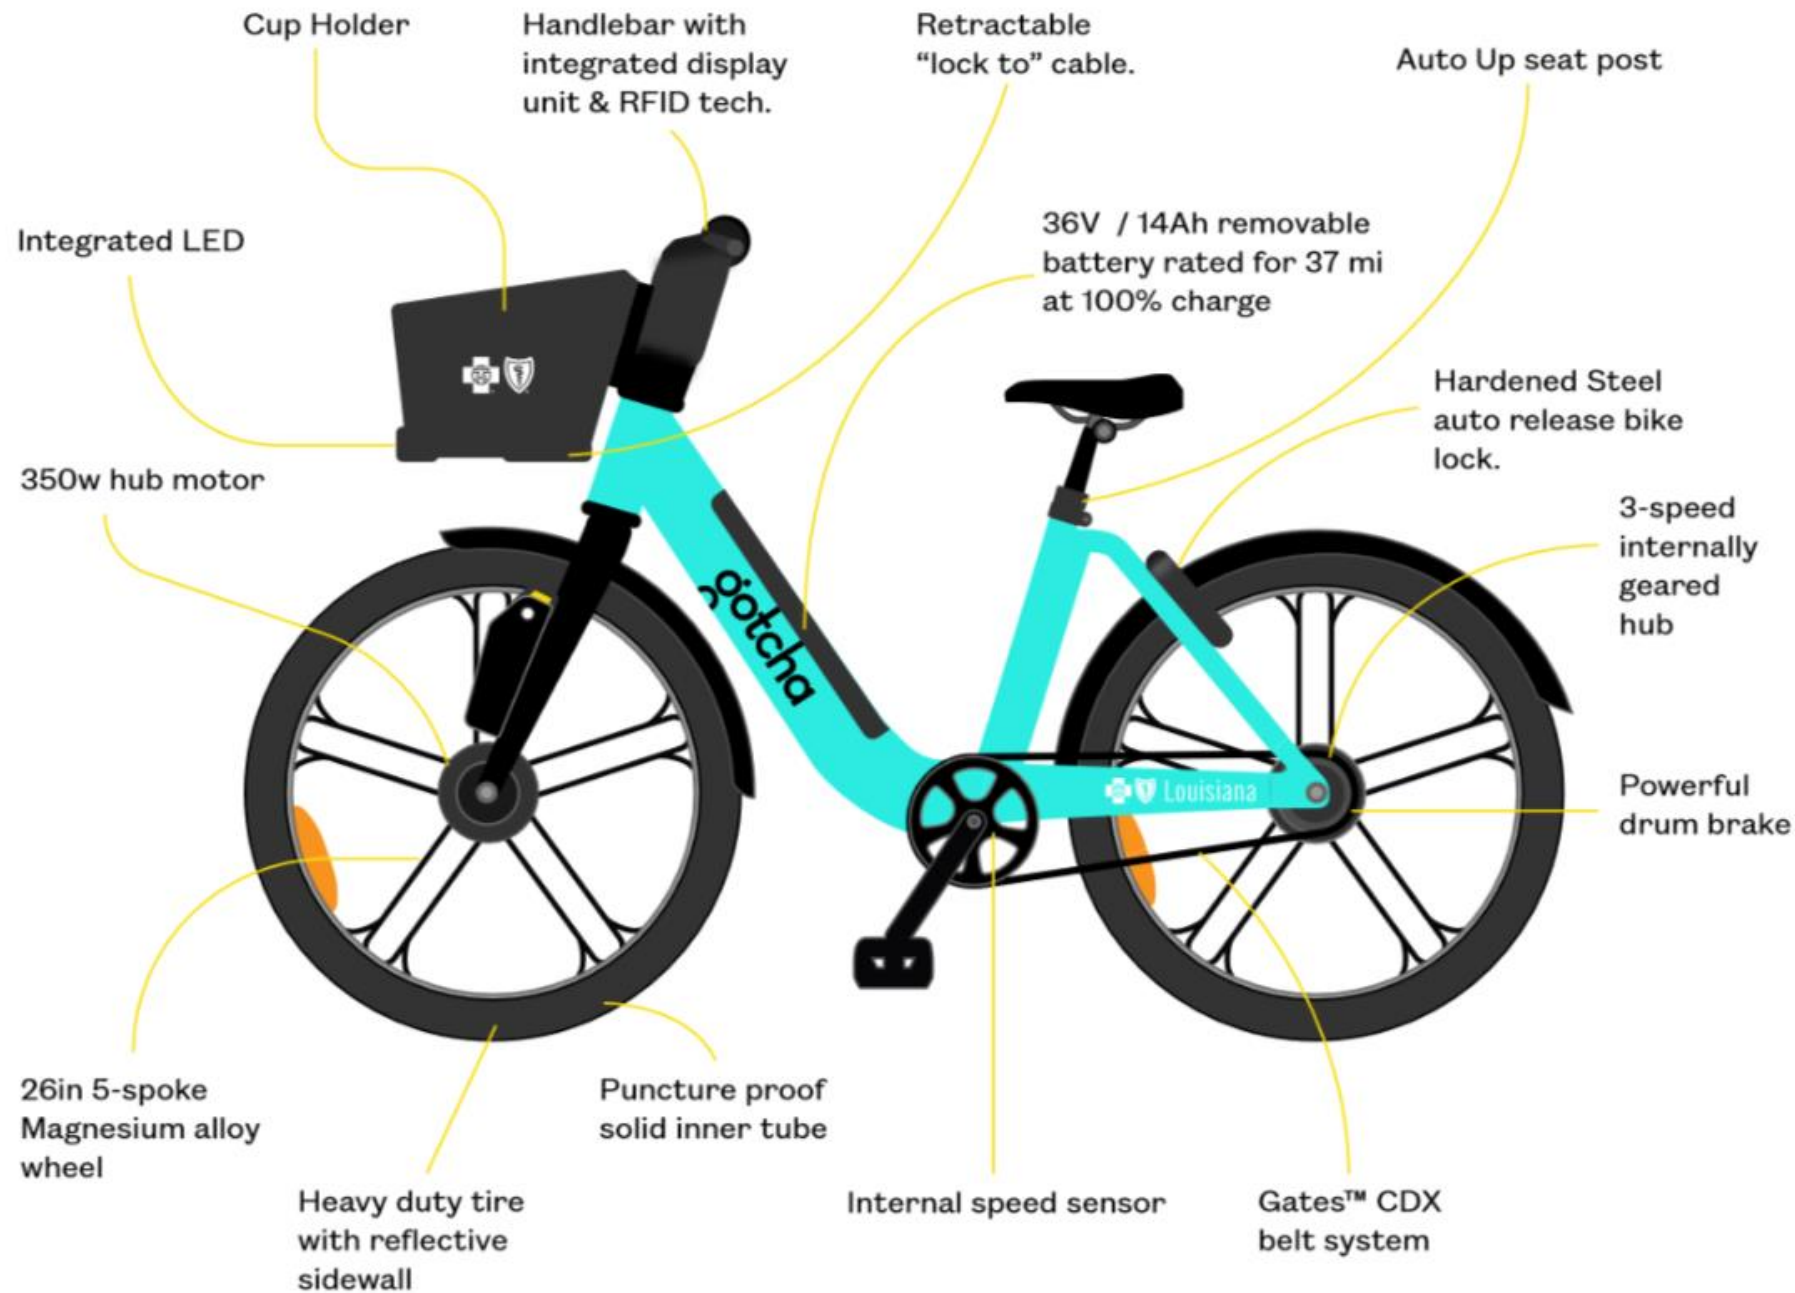 Cup Holder
Handlebar with
integrated display
unit & RFID tech.
Retractable
“lock to” cable.
Auto Up seat post
Integrated LED
36V / 14Ah removable
battery rated for 37 mi
at 100% charge
Hardened Steel
auto release bike
lock.
350w hub motor
3-speed
internally
geared
hub
gotcha
Louisiana
Powerful
drum brake
26in 5-spoke
Magnesium alloy
wheel
Puncture proof
solid inner tube
Heavy duty tire
with reflective
sidewall
Internal speed sensor
Gates™ CDX
belt system